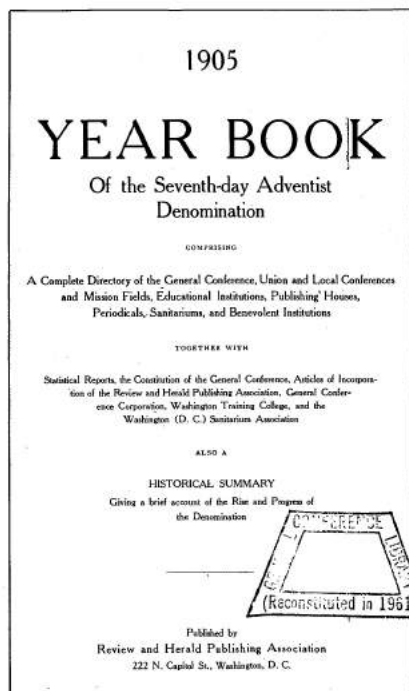 1905
YEAR BOOK
Of the Seventh-day Adventist
Denomination
COMPRISING
A Complete Directory of the General Conference, Union and Local Conferences
and Mission Fields, Educational Institutions, Publishing Houses,
Periodicals, Sanitariums, and Benevolent Institutions
TOGETHER WITH
Statistical Reports, the Constitution of the General Conference, Articles of Incorpora-
tion of the Review and Herald Publishing Association, General Confer-
ence Corporation, Washington Training College, and the
Washington (D. C.) Sanitarium Association
ALSO A
HISTORICAL SUMMARY
Giving a brief account of the Rise and Progress of
the Denomination
CONFERENCE
LIBRARY
(Reconstituted in 1961
Published by
Review and Herald Publishing Association
222 N. Capitol St., Washington, D. C.